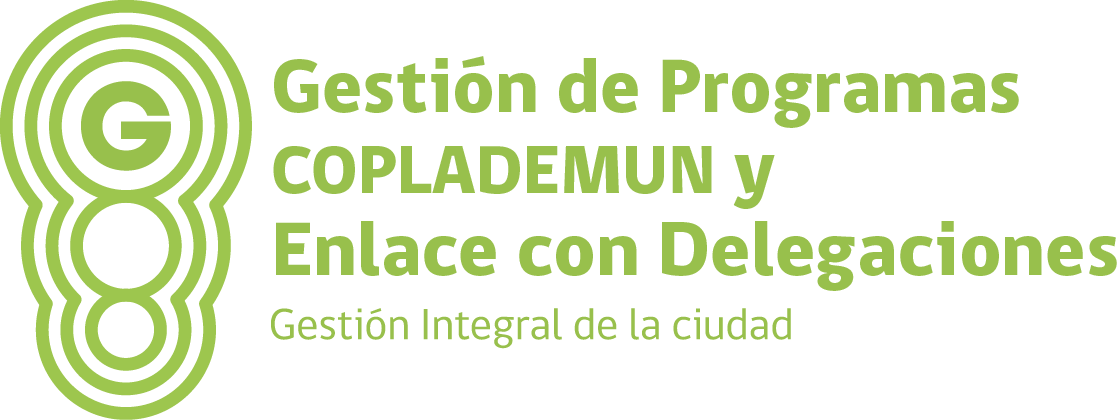 G
Gestión de Programas
COPLADEMUN y
Enlace con Delegaciones
Gestión Integral de la ciudad